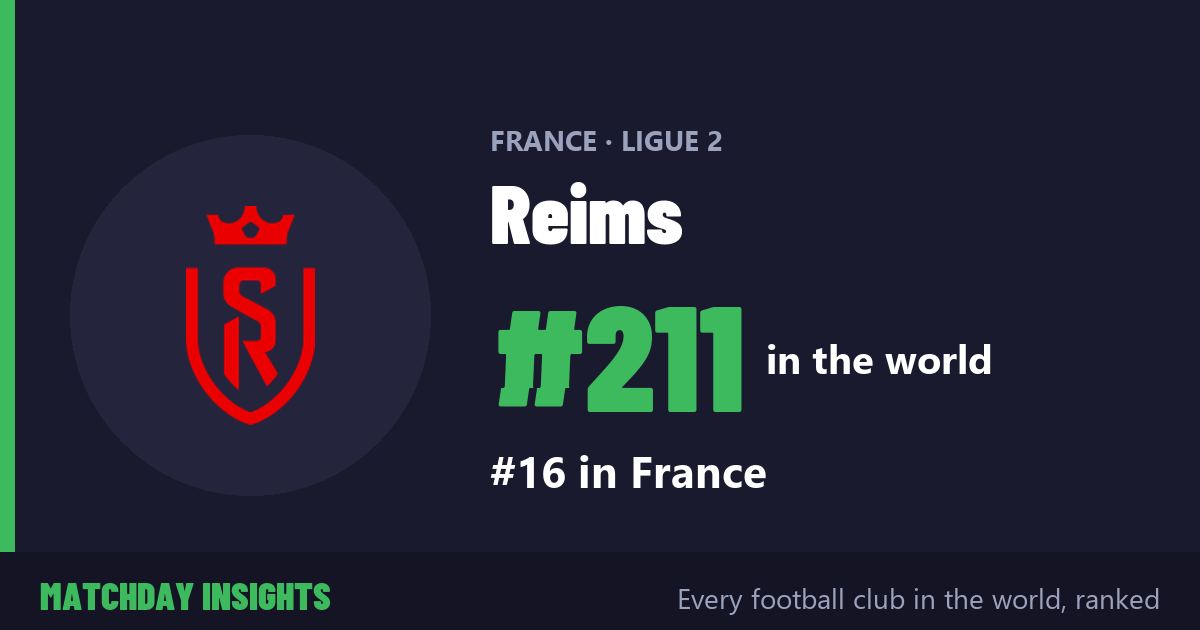 FRANCE · LIGUE 2
Reims
SR
#211 in the world
#16 in France
MATCHDAY INSIGHTS
Every football club in the world, ranked